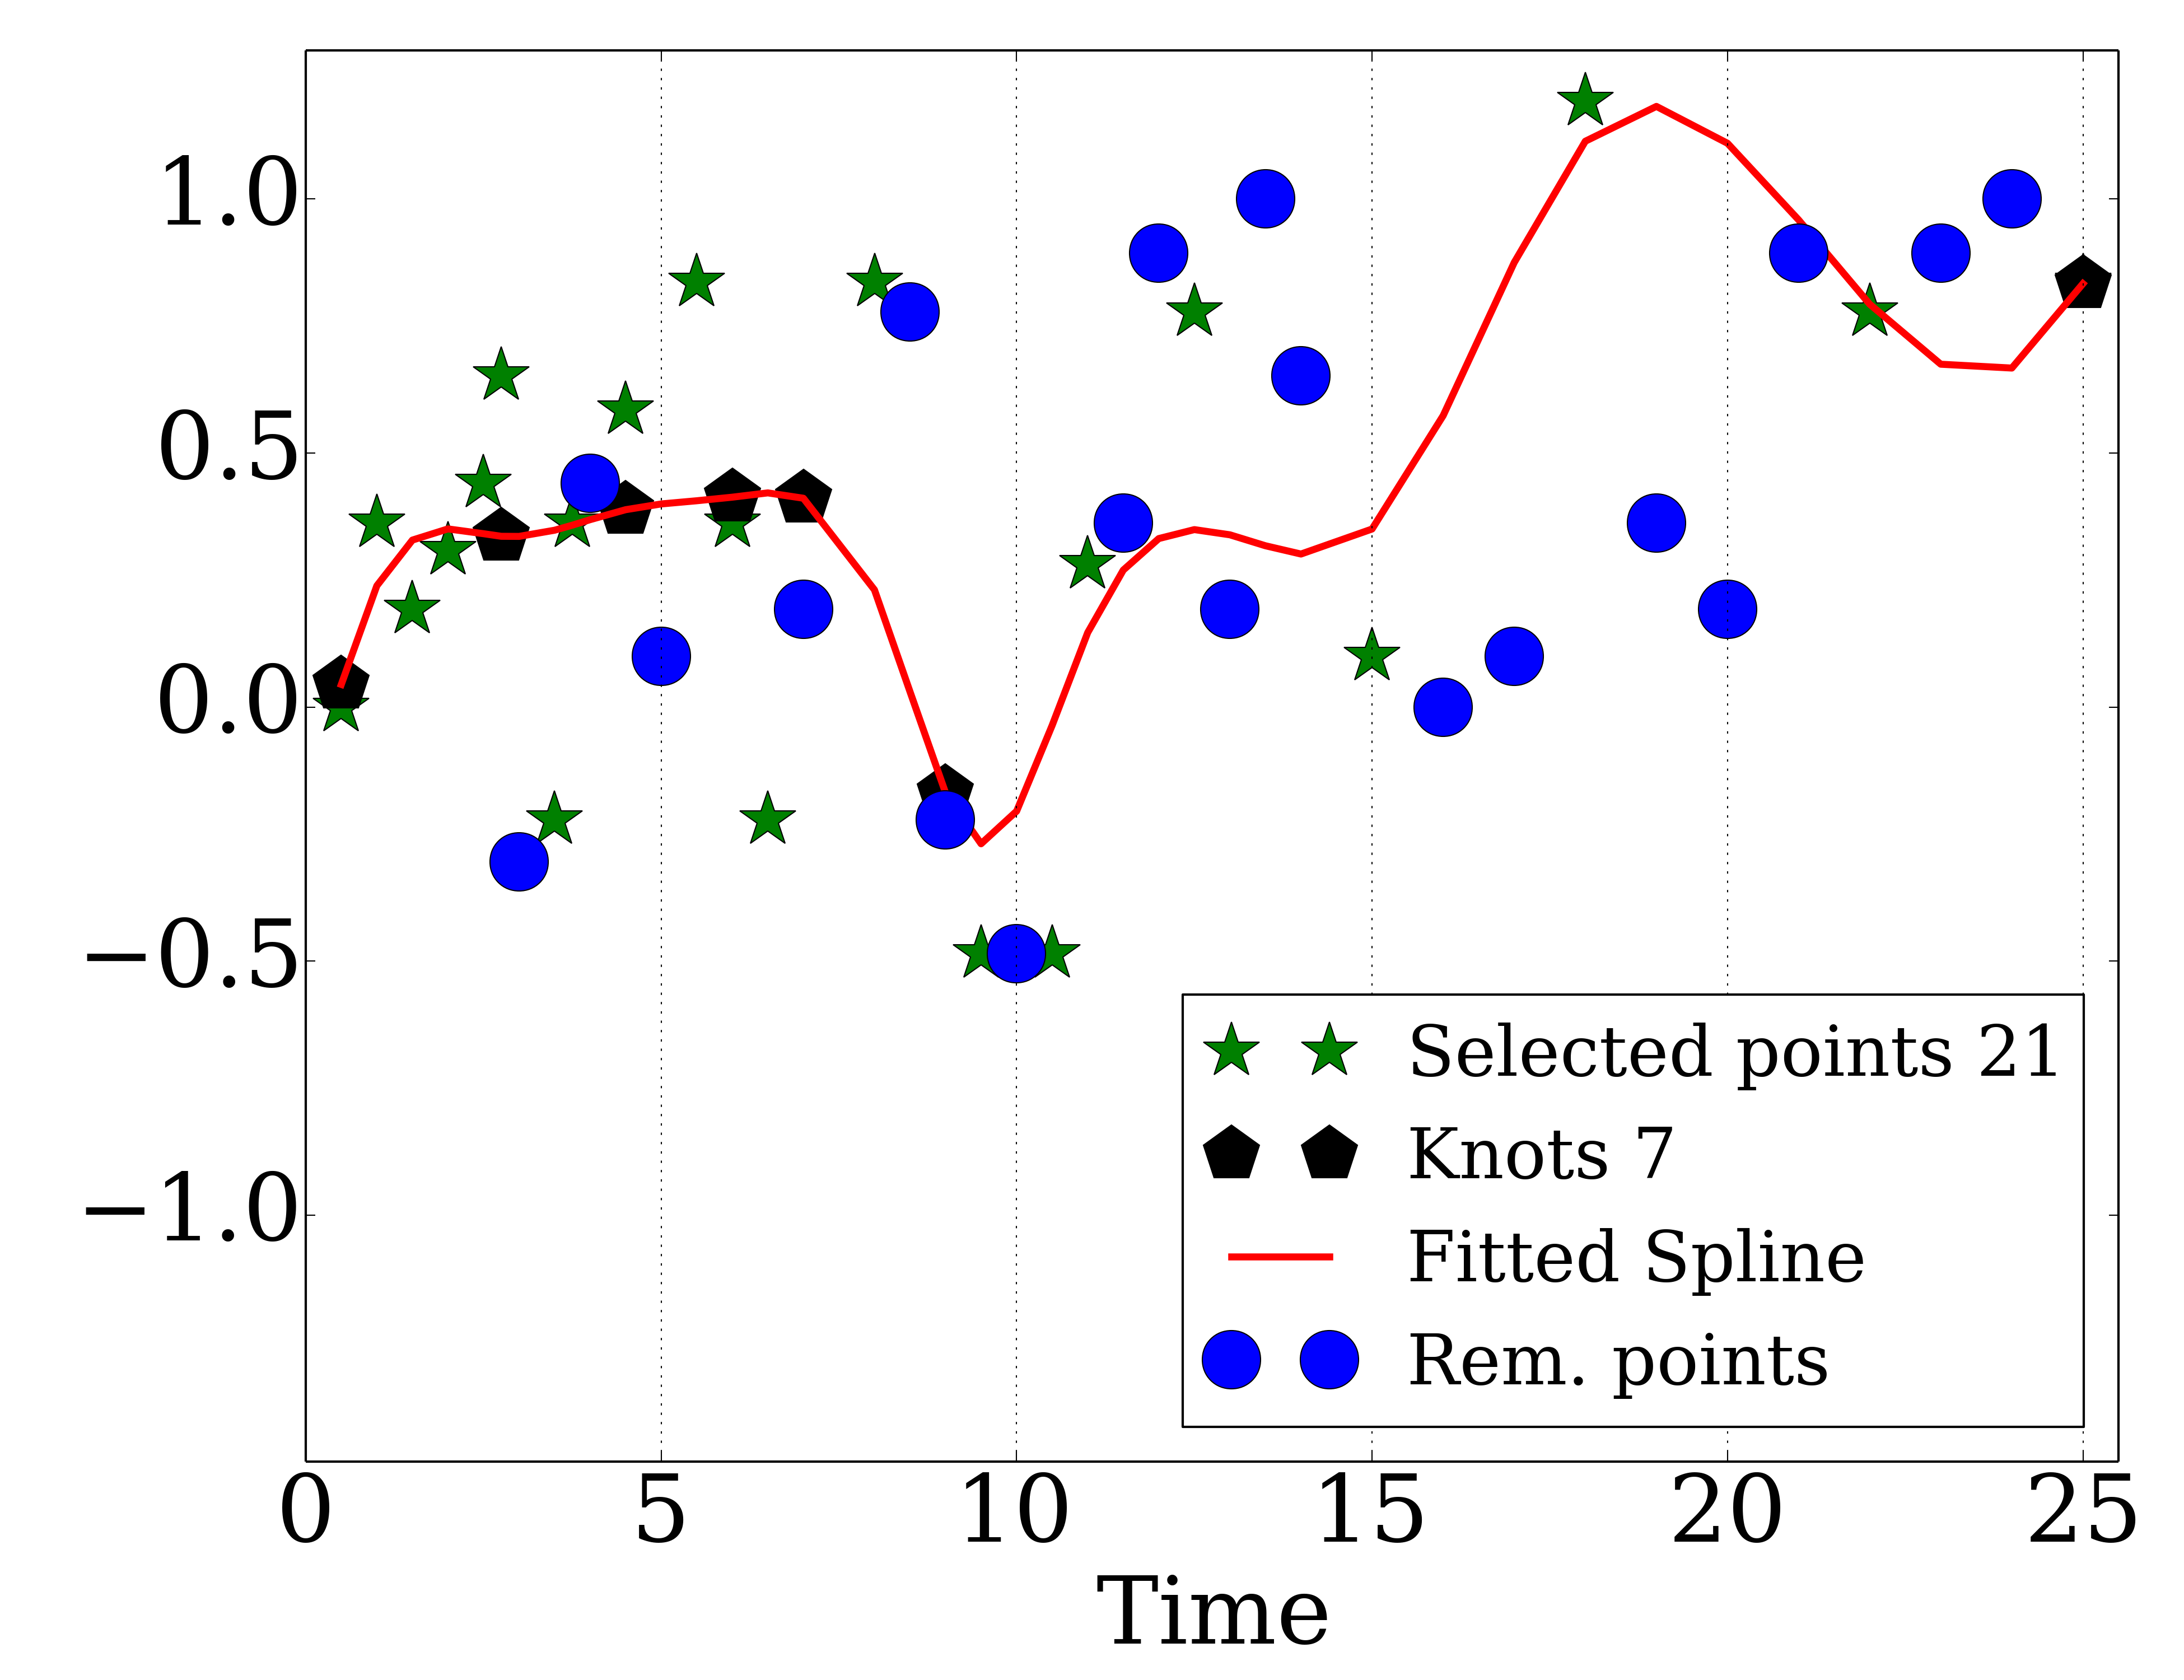 1.0
0.5
0.0
−0.5
−1.0
0 5 10 15 20 25
Time
Selected points 21
Knots 7
Fitted Spline
Rem. points